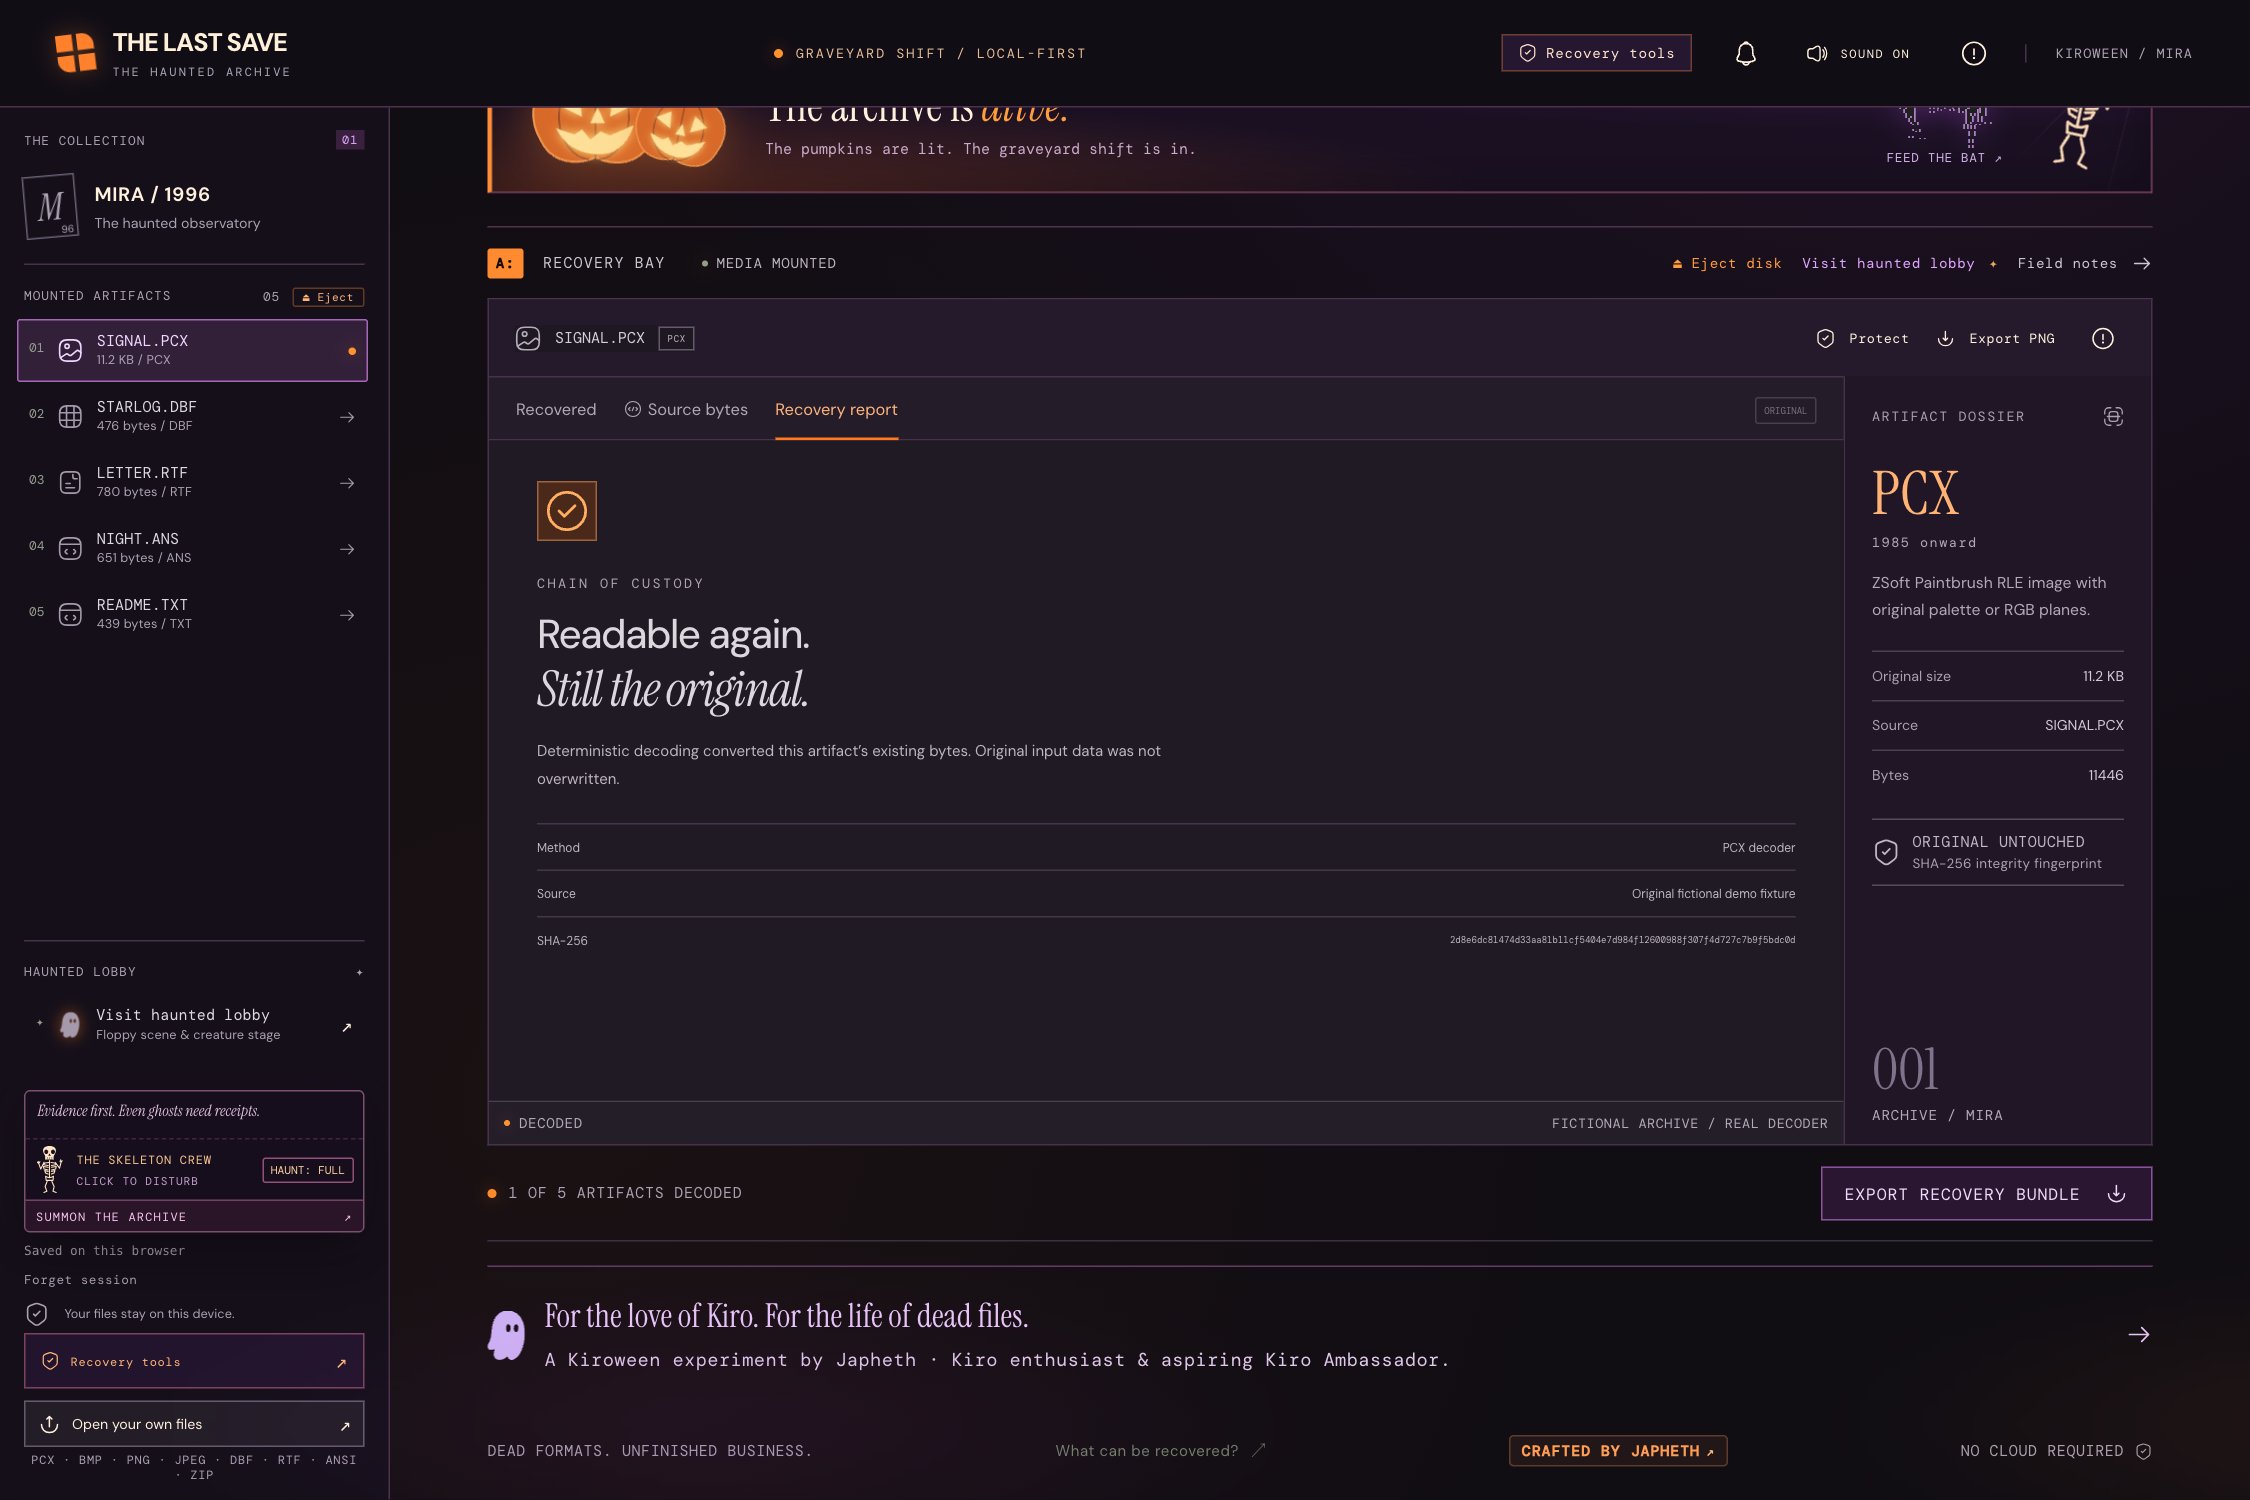 THE LAST SAVE
THE HAUNTED ARCHIVE
GRAVEYARD SHIFT / LOCAL-FIRST
Recovery tools
SOUND ON
KIROWEEN / MIRA
THE COLLECTION
01
M
96
MIRA / 1996
The haunted observatory
MOUNTED ARTIFACTS
05
Eject
01
SIGNAL.PCX
11.2 KB / PCX
02
STARLOG.DBF
476 bytes / DBF
03
LETTER.RTF
780 bytes / RTF
04
NIGHT.ANS
651 bytes / ANS
05
README.TXT
439 bytes / TXT
HAUNTED LOBBY
Visit haunted lobby
Floppy scene & creature stage
Evidence first. Even ghosts need receipts.
THE SKELETON CREW
CLICK TO DISTURB
HAUNT: FULL
SUMMON THE ARCHIVE ↗
Saved on this browser
Forget session
Your files stay on this device.
Recovery tools ↗
Open your own files ↗
PCX · BMP · PNG · JPEG · DBF · RTF · ANSI
· ZIP
The archive is alive.
The pumpkins are lit. The graveyard shift is in.
FEED THE BAT ↗
A:
RECOVERY BAY
MEDIA MOUNTED
Eject disk
Visit haunted lobby
Field notes →
SIGNAL.PCX
PCX
Protect
Export PNG
Recovered
Source bytes
Recovery report
ORIGINAL
CHAIN OF CUSTODY
Readable again.
Still the original.
Deterministic decoding converted this artifact's existing bytes. Original input data was not
overwritten.
Method
PCX decoder
Source
Original fictional demo fixture
SHA-256
2d8e6dc81474d33aa81b11cf5404e7d984f12600988f307f4d727c7b9f5bdc0d
DECODED
FICTIONAL ARCHIVE / REAL DECODER
ARTIFACT DOSSIER
PCX
1985 onward
ZSoft Paintbrush RLE image with
original palette or RGB planes.
Original size
11.2 KB
Source
SIGNAL.PCX
Bytes
11446
ORIGINAL UNTOUCHED
SHA-256 integrity fingerprint
001
ARCHIVE / MIRA
1 OF 5 ARTIFACTS DECODED
EXPORT RECOVERY BUNDLE
For the love of Kiro. For the life of dead files.
A Kiroween experiment by Japheth · Kiro enthusiast & aspiring Kiro Ambassador.
DEAD FORMATS. UNFINISHED BUSINESS.
What can be recovered?
CRAFTED BY JAPHETH ↗
NO CLOUD REQUIRED